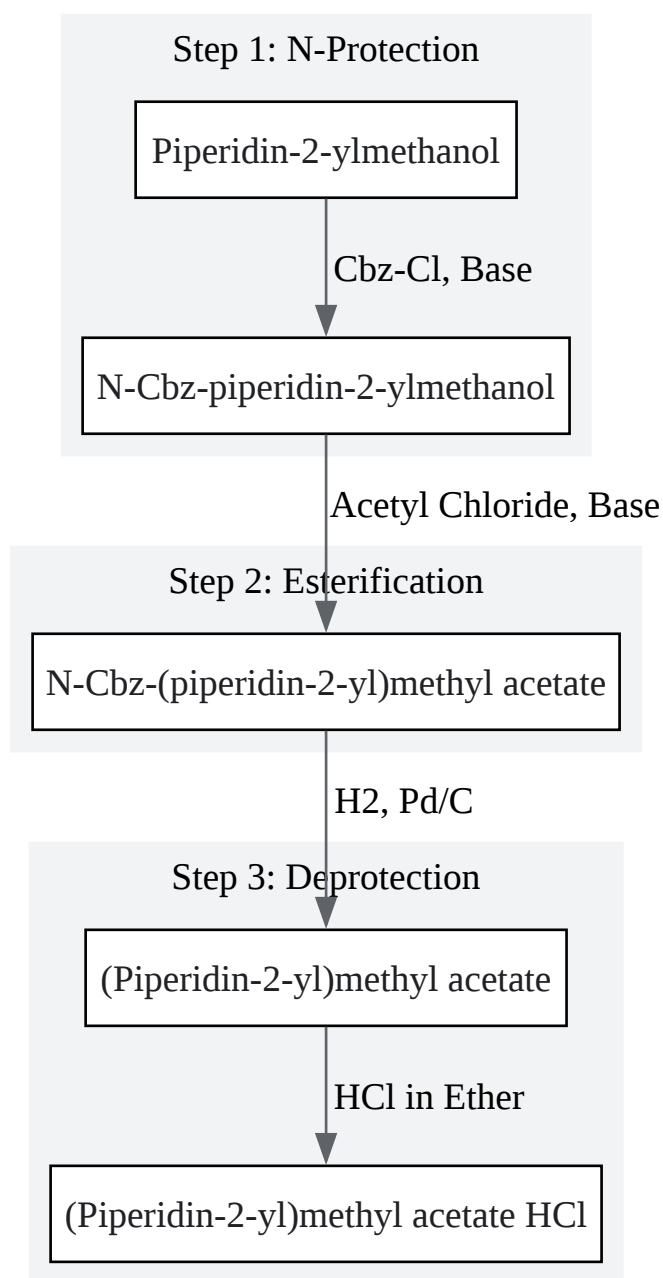 Step 1: N-Protection
Piperidin-2-ylmethanol
Cbz-Cl, Base
N-Cbz-piperidin-2-ylmethanol
Acetyl Chloride, Base
Step 2: Esterification
N-Cbz-(piperidin-2-yl)methyl acetate
H2, Pd/C
Step 3: Deprotection
(Piperidin-2-yl)methyl acetate
HCl in Ether
(Piperidin-2-yl)methyl acetate HCl